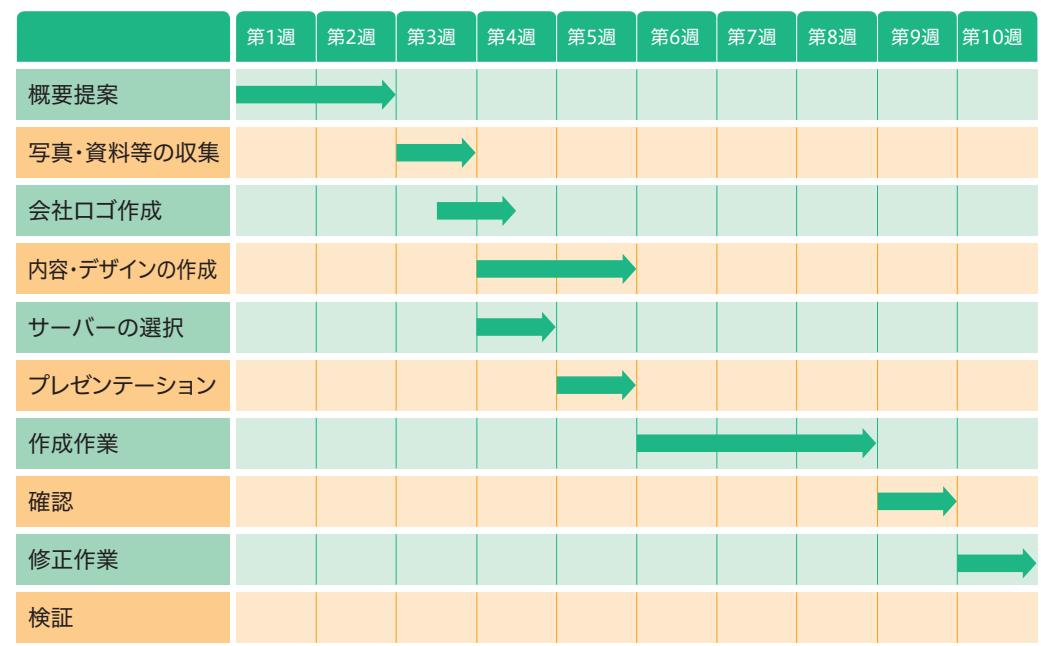 第1週 第2週 第3週 第4週 第5週 第6週 第7週 第8週 第9週 第10週
概要提案
写真・資料等の収集
会社ロゴ作成
内容・デザインの作成
サーバーの選択
プレゼンテーション
作成作業
確認
修正作業
検証